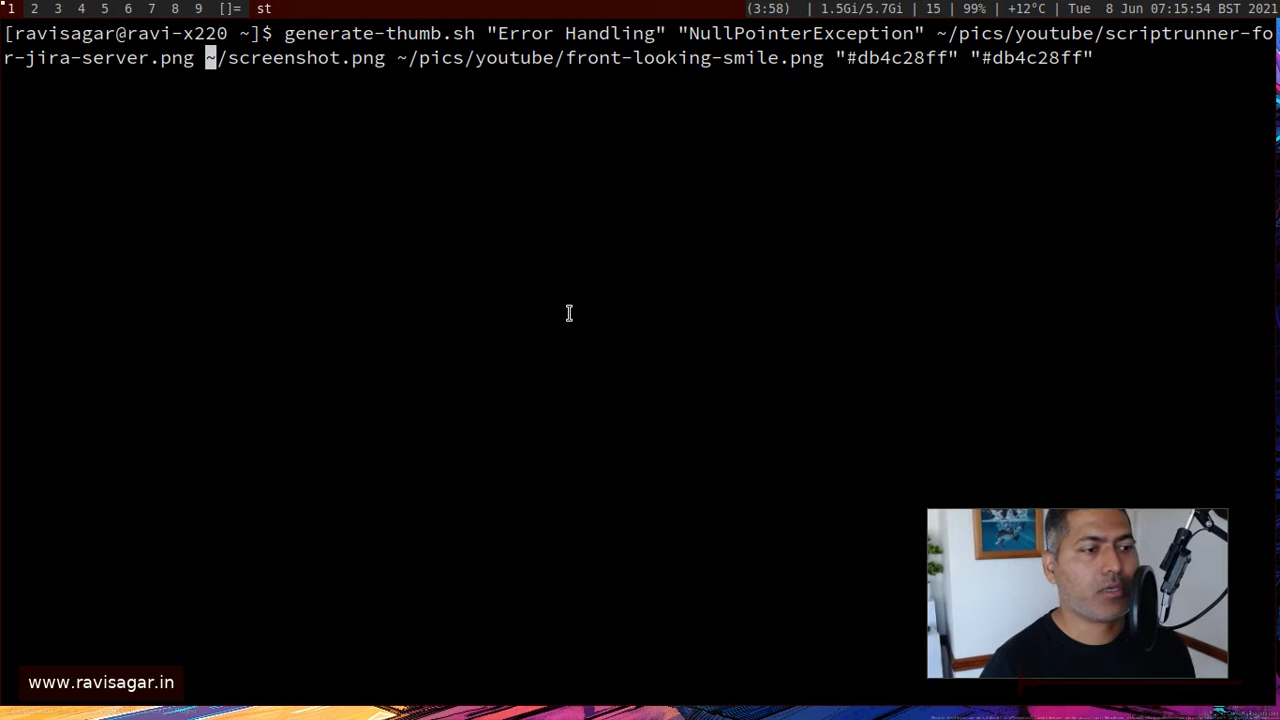 1 2 3 4 5 6 7 8 9 []= st (3:58) | 1.5Gi/5.7Gi | 15 | 99% | +12°C | Tue 8 Jun 07:15:54 BST 2021
[ravisagar@ravi-x220 ~]$ generate-thumb.sh "Error Handling" "NullPointerException" ~/pics/youtube/scriptrunner-fo
r-jira-server.png ~/screenshot.png ~/pics/youtube/front-looking-smile.png "#db4c28ff" "#db4c28ff"
www.ravisagar.in